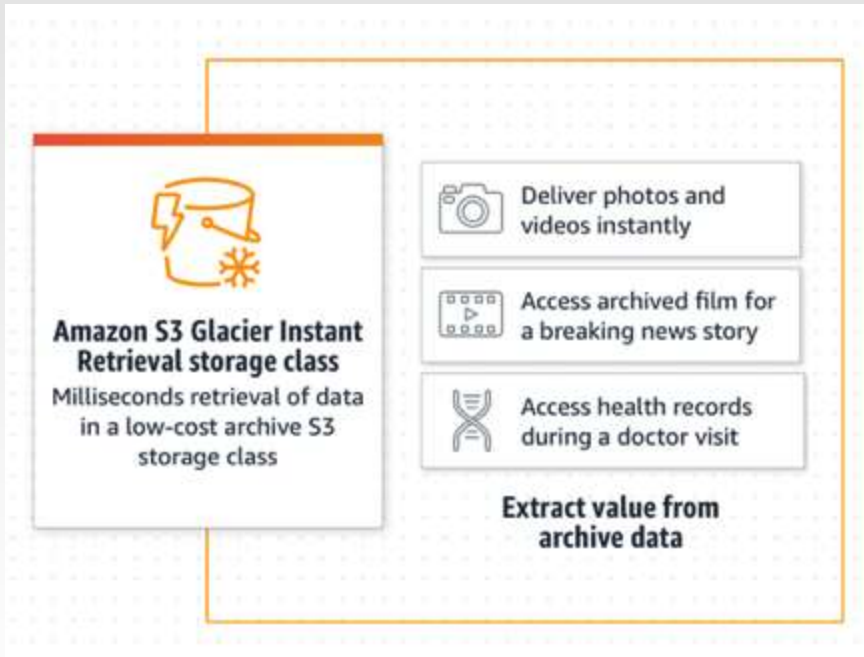 Amazon S3 Glacier Instant
Retrieval storage class
Milliseconds retrieval of data
in a low-cost archive S3
storage class
Deliver photos and
videos instantly
Access archived film for
a breaking news story
Access health records
during a doctor visit
Extract value from
archive data